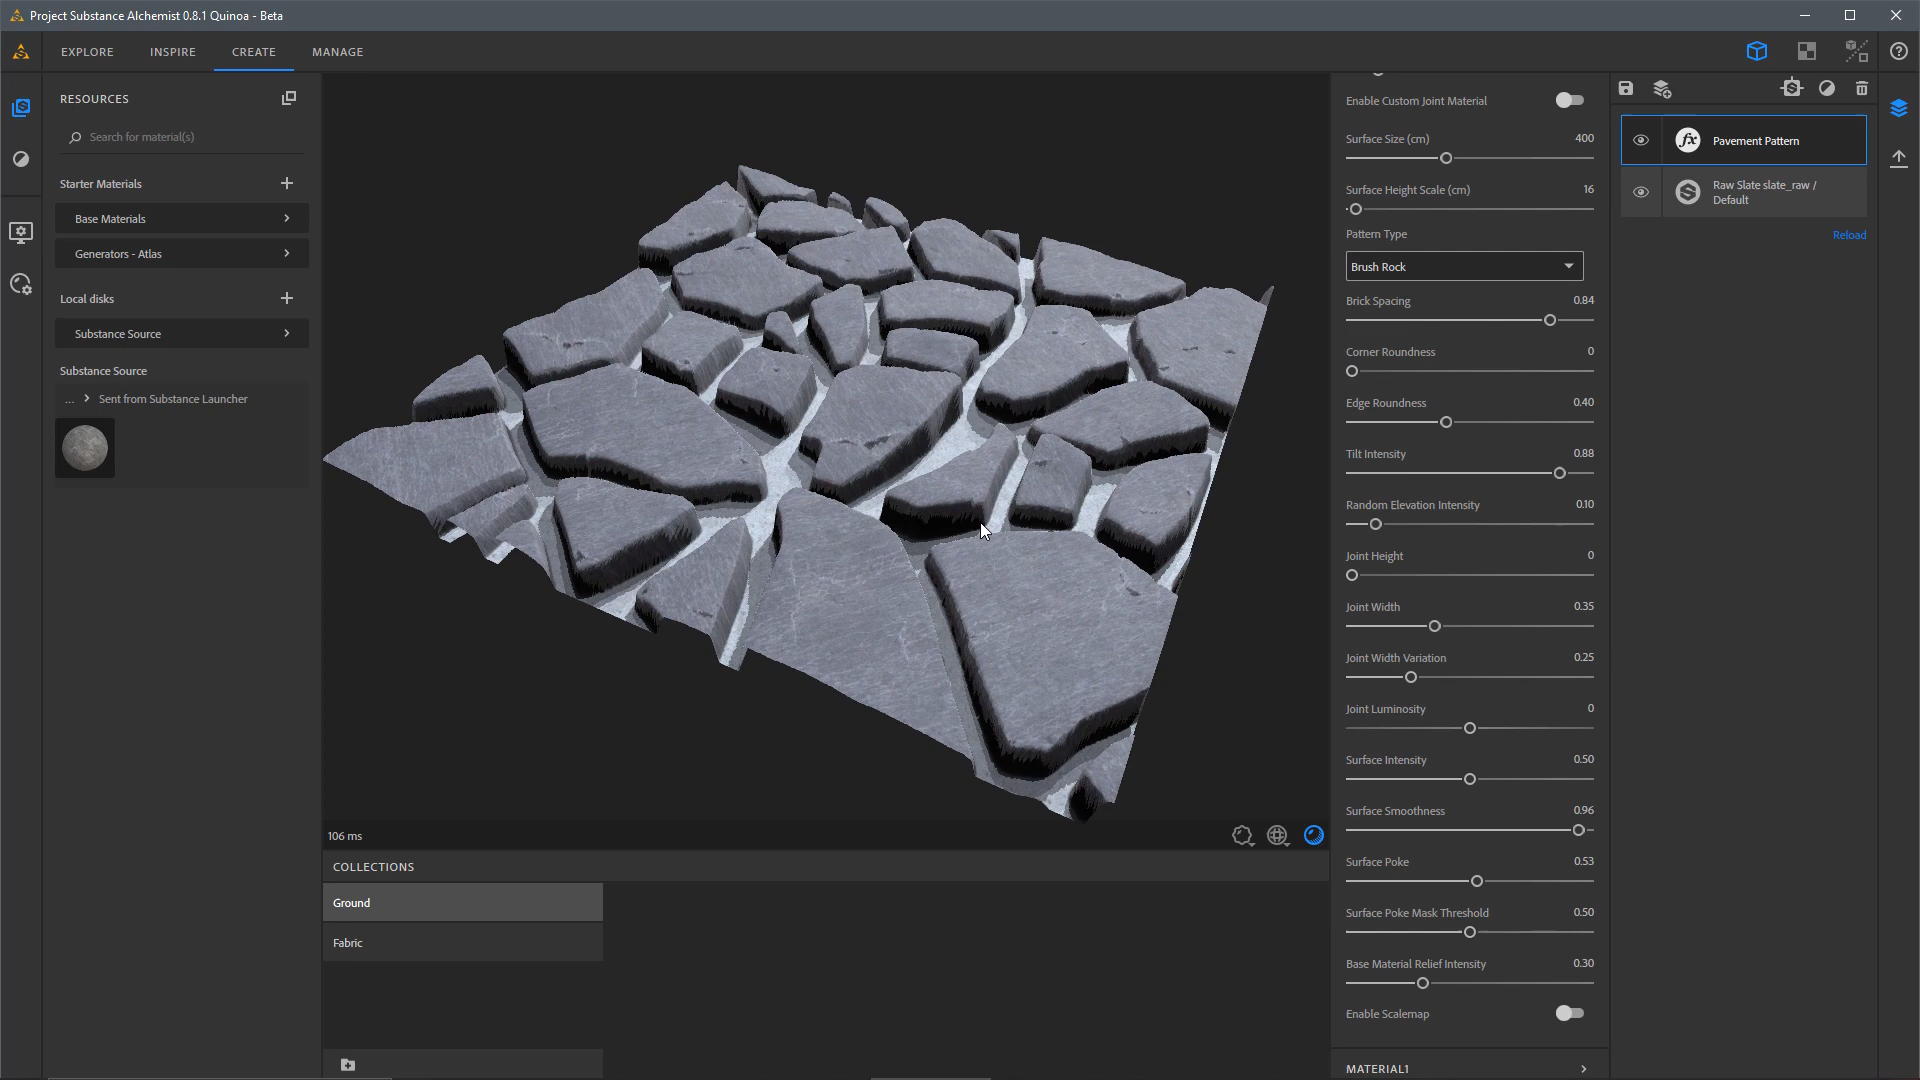 Project Substance Alchemist 0.8.1 Quinoa - Beta
EXPLORE
INSPIRE
CREATE
MANAGE
RESOURCES
Search for material(s)
Starter Materials
Base Materials
Generators - Atlas
Local disks
Substance Source
Substance Source
... > Sent from Substance Launcher
106 ms
COLLECTIONS
Ground
Fabric
Enable Custom Joint Material
Surface Size (cm) 400
Surface Height Scale (cm) 16
Pattern Type
Brush Rock
Brick Spacing 0.84
Corner Roundness 0
Edge Roundness 0.40
Tilt Intensity 0.88
Random Elevation Intensity 0.10
Joint Height 0
Joint Width 0.35
Joint Width Variation 0.25
Joint Luminosity 0
Surface Intensity 0.50
Surface Smoothness 0.96
Surface Poke 0.53
Surface Poke Mask Threshold 0.50
Base Material Relief Intensity 0.30
Enable Scalemap
MATERIAL1
fx Pavement Pattern
Raw Slate slate_raw /
Default
Reload